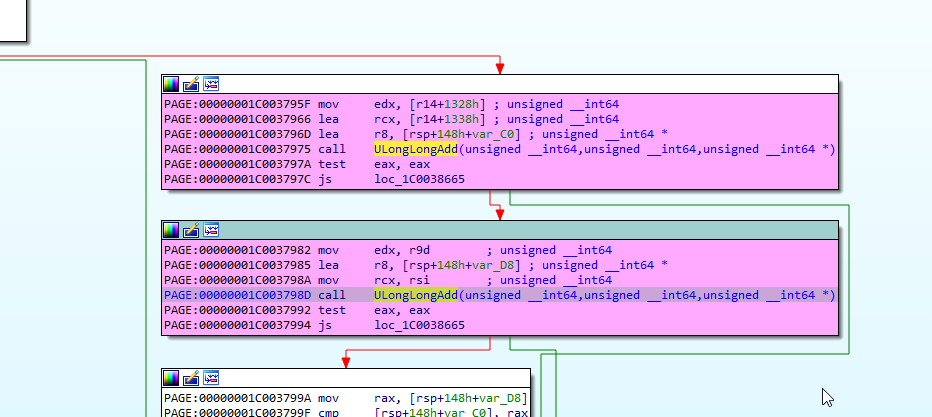 PAGE:00000001C003795F mov edx, [r14+1328h] ; unsigned __int64
PAGE:00000001C0037966 lea rcx, [r14+1338h] ; unsigned __int64
PAGE:00000001C003796D lea r8, [rsp+148h+var_C0] ; unsigned __int64 *
PAGE:00000001C0037975 call ULongLongAdd(unsigned __int64,unsigned __int64,unsigned __int64 *)
PAGE:00000001C003797A test eax, eax
PAGE:00000001C003797C js loc_1C0038665
PAGE:00000001C0037982 mov edx, r9d ; unsigned __int64
PAGE:00000001C0037985 lea r8, [rsp+148h+var_D8] ; unsigned __int64 *
PAGE:00000001C003798A mov rcx, rsi ; unsigned __int64
PAGE:00000001C003798D call ULongLongAdd(unsigned __int64,unsigned __int64,unsigned __int64 *)
PAGE:00000001C0037992 test eax, eax
PAGE:00000001C0037994 js loc_1C0038665
PAGE:00000001C003799A mov rax, [rsp+148h+var_D8]
PAGE:00000001C003799F cmp [rsp+148h+var_C0], rax